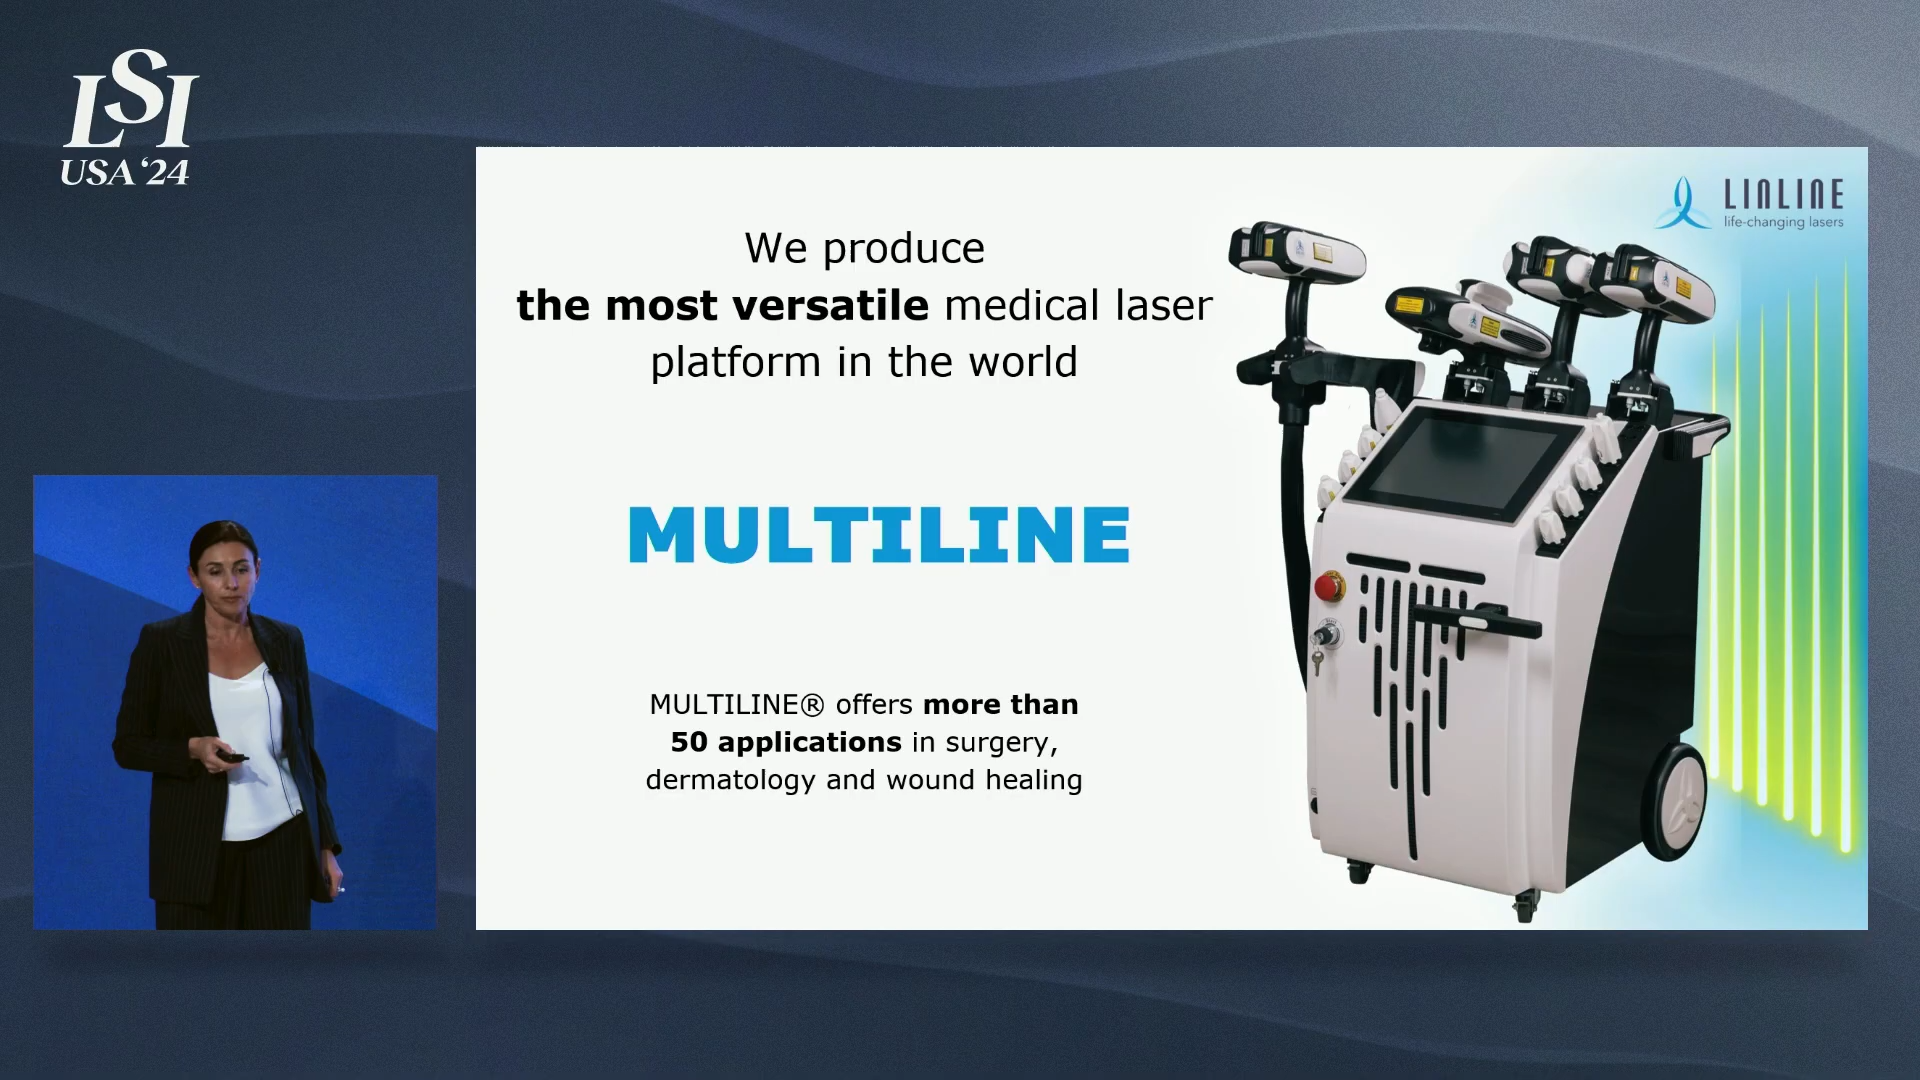 LSI
USA '24
LINLINE
life-changing lasers
We produce
the most versatile medical laser
platform in the world
MULTILINE
MULTILINE® offers more than
50 applications in surgery,
dermatology and wound healing